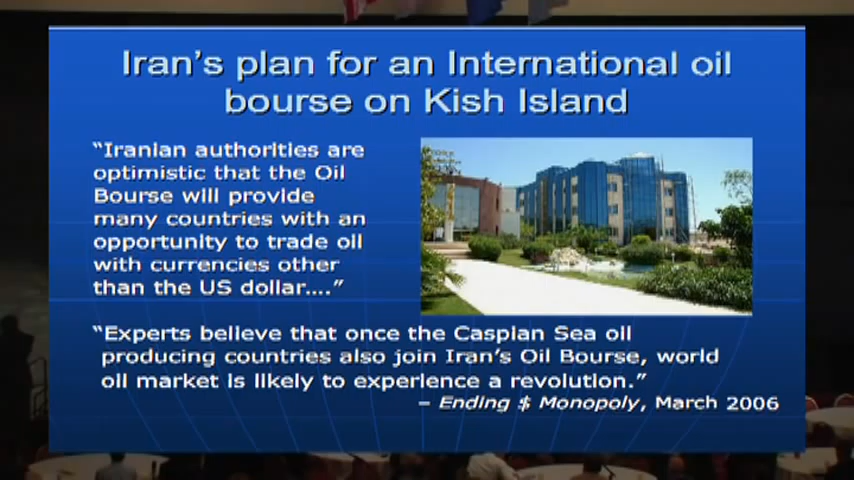 Iran's plan for an International oil
bourse on Kish Island
“Iranian authorities are
optimistic that the Oil
Bourse will provide
many countries with an
opportunity to trade oil
with currencies other
than the US dollar....”
“Experts believe that once the Caspian Sea oil
producing countries also join Iran's Oil Bourse, world
oil market is likely to experience a revolution.”
– Ending $ Monopoly, March 2006